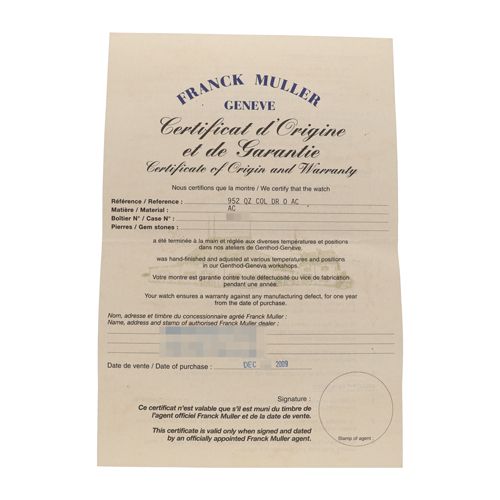 FRANCK MULLER
GENEVE
Certificat d'Origine
et de Garantie
Certificate of Origin and Warranty
Nous certifions que la montre / We certify that the watch
Référence / Reference : 952 QZ COL DR O AC
Matière / Material : AC
Boîtier N° / Case N° :
Pierres / Gem stones :
a été terminée à la main et réglée aux diverses températures et positions
dans nos ateliers de Genthod-Genève.
was hand-finished and adjusted at various temperatures and positions
in our Genthod-Geneva workshops.
Votre montre est garantie contre toute défectuosité ou vice de fabrication
pendant une année.
Your watch ensures a warranty against any manufacturing defect, for one year
from the date of purchase.
Nom, adresse et timbre du concessionnaire agréé Franck Muller :
Name, address and stamp of authorised Franck Muller dealer :
Date de vente / Date of purchase : DEC 2009
Signature :
Ce certificat n'est valable que s'il est muni du timbre de
l'agent officiel Franck Muller et de la date de vente.
This certificate is valid only when signed and dated
by an officially appointed Franck Muller agent.
Stamp of agent